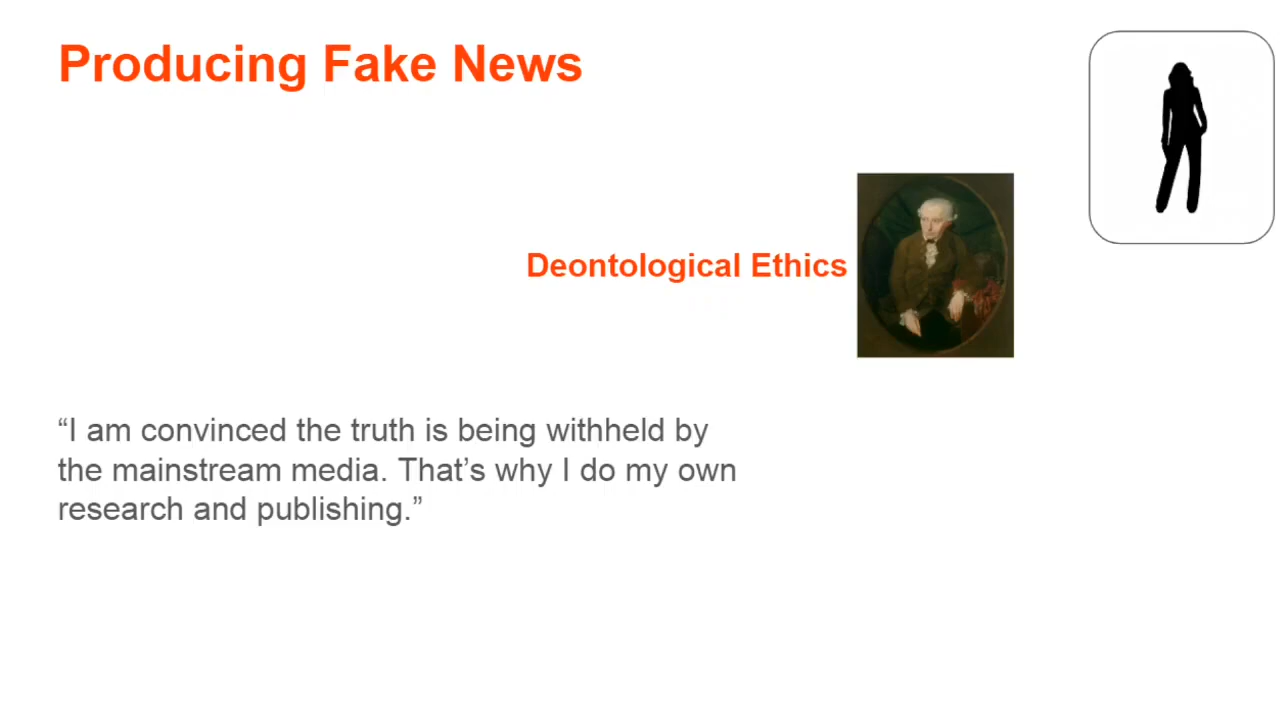 Producing Fake News
Deontological Ethics
“I am convinced the truth is being withheld by
the mainstream media. That’s why I do my own
research and publishing.”